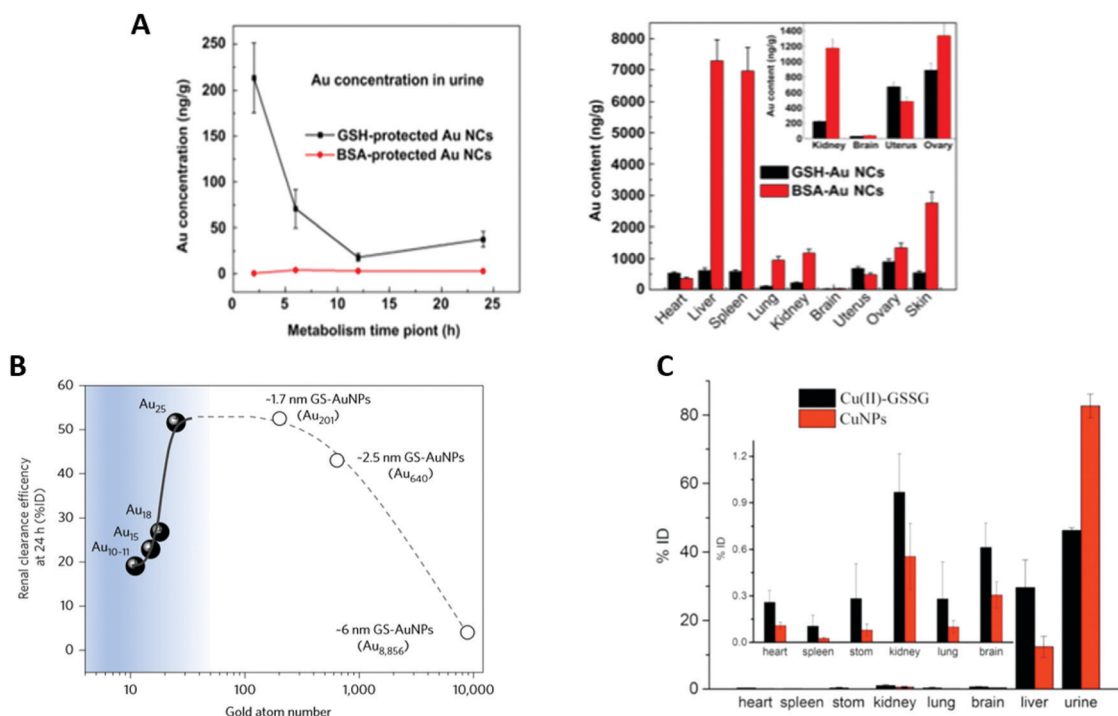 A
Au concentration (ng/g)
250
200
150
100
50
0
Au concentration in urine
GSH-protected Au NCs
BSA-protected Au NCs
0
5
10
15
20
25
Metabolism time piont (h)
Au content (ng/g)
8000
7000
6000
5000
4000
3000
2000
1000
0
Au content (ng/g)
1400
1200
1000
800
600
400
200
0
Kidney Brain Uterus Ovary
GSH-Au NCs
BSA-Au NCs
Heart
Liver
Spleen
Lung
Kidney
Brain
Uterus
Ovary
Skin
B
Renal clearance efficency
at 24 h (%ID)
60
50
40
30
20
10
0
Au25
Au18
Au15
Au10-11
~1.7 nm GS-AuNPs
(Au201)
~2.5 nm GS-AuNPs
(Au640)
~6 nm GS-AuNPs
(Au8,856)
10
100
1,000
10,000
Gold atom number
C
% ID
80
60
40
20
0
Cu(II)-GSSG
CuNPs
% ID
1.2
0.9
0.6
0.3
0.0
heart spleen stom kidney lung brain
heart spleen stom kidney lung brain liver urine